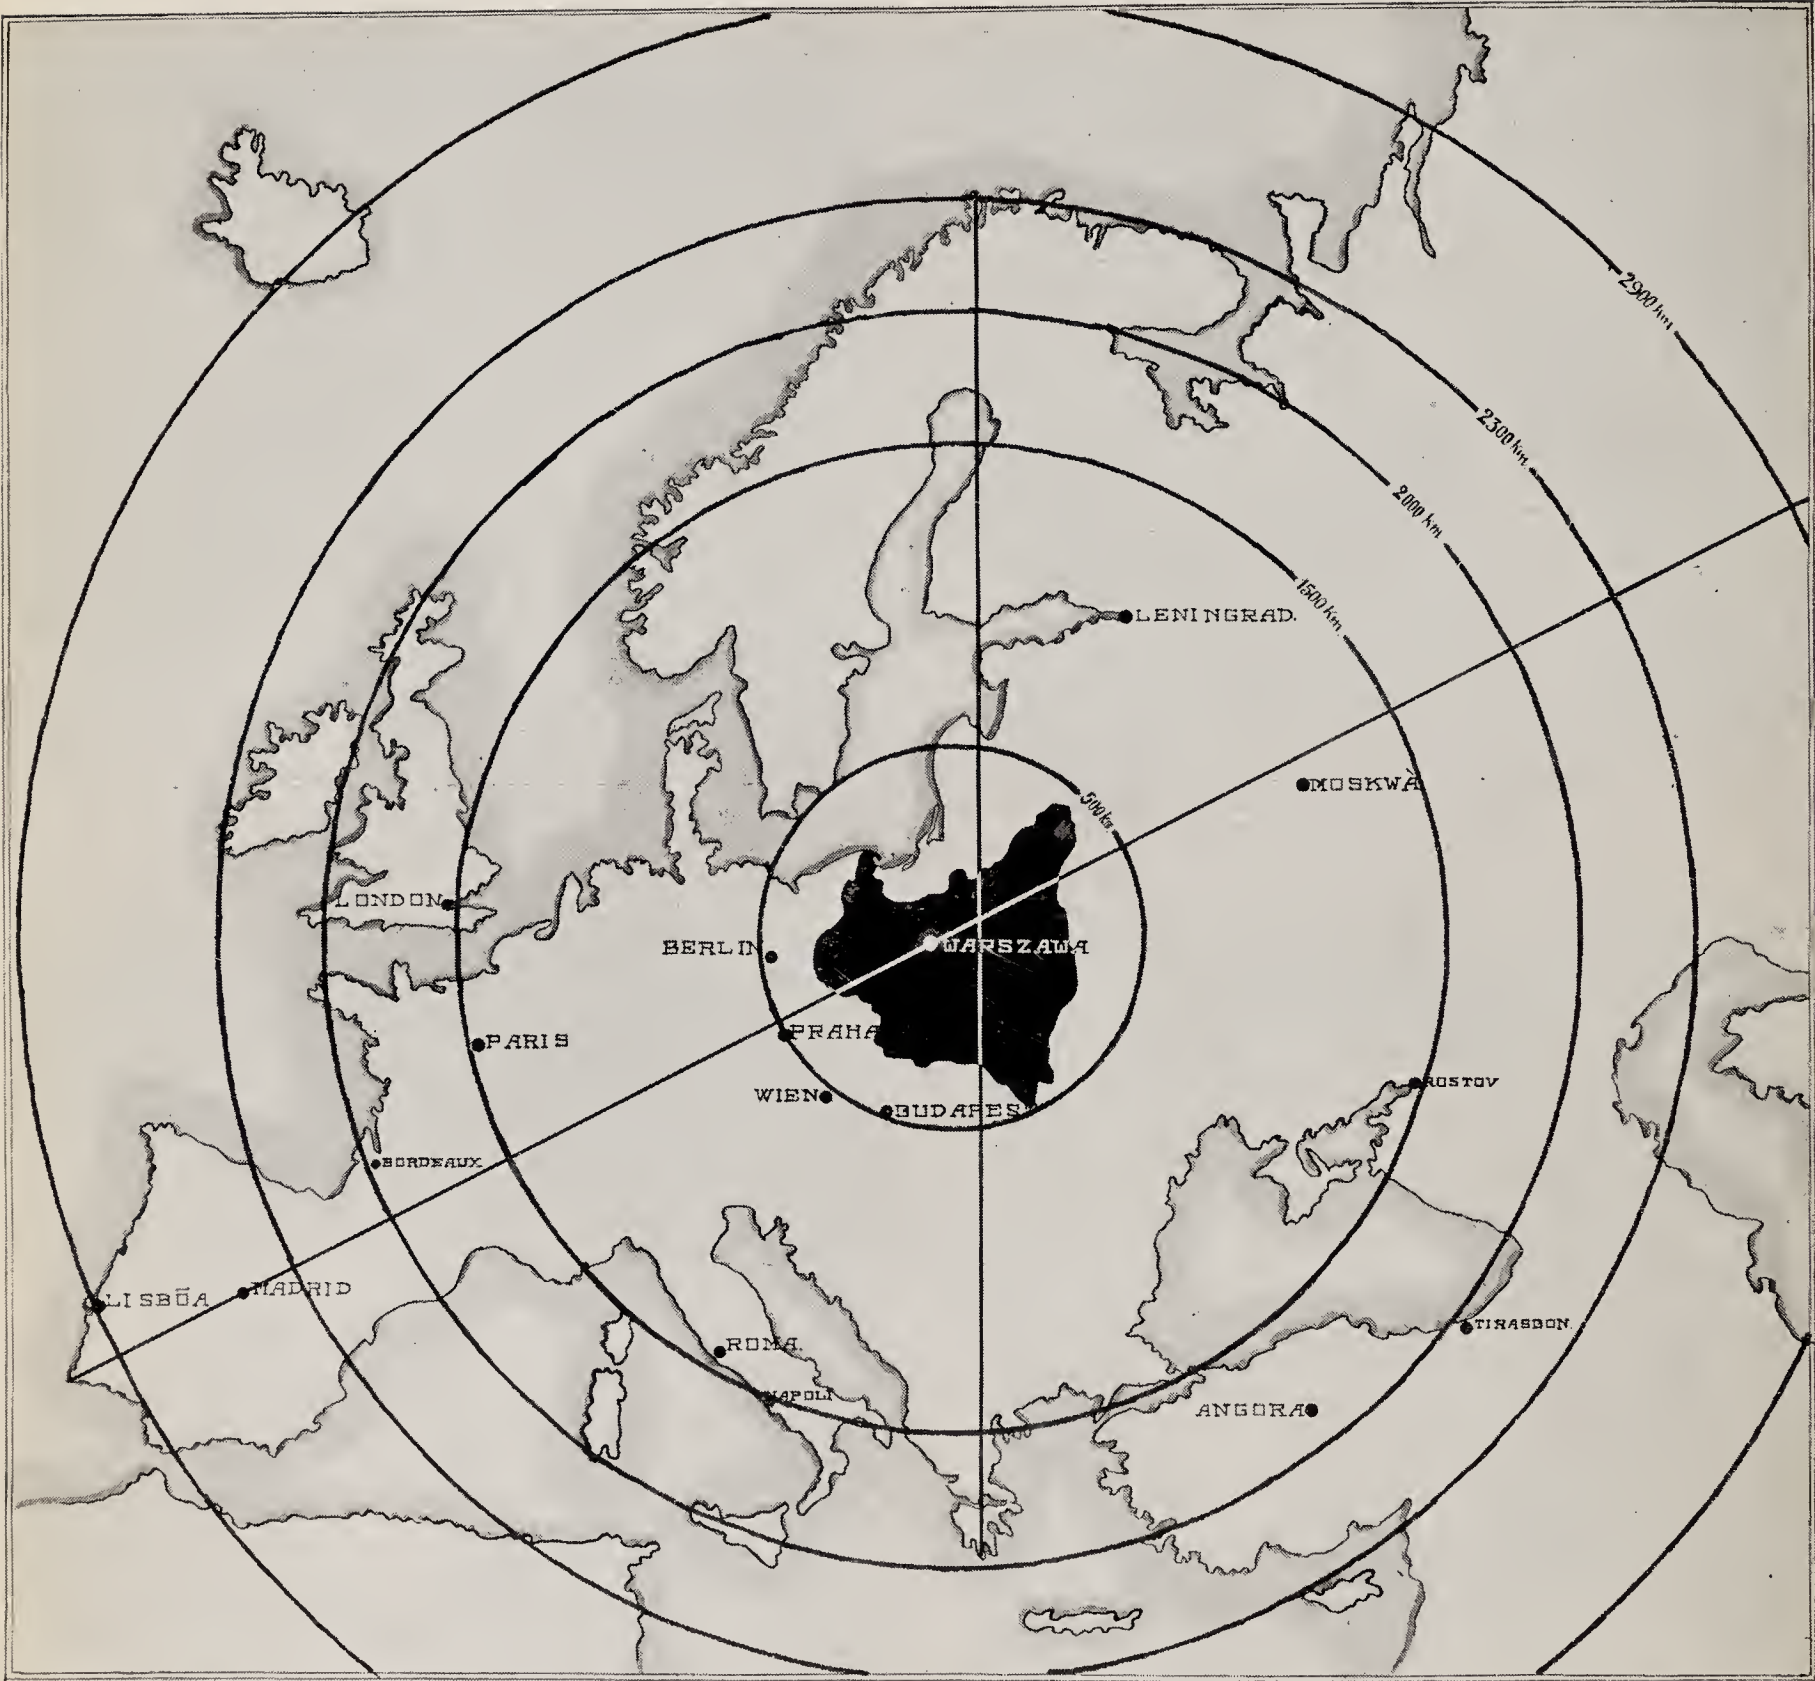 2900 km
2300 km.
2000 km
1500 km.
LENINGRAD.
MOSKWA
500 km
LONDON
BERLIN
WARSZAWA
PRAHA
PARIS
ROSTOV
WIEN
BUDAPEST
BORDEAUX
LISBÖA
MADRID
TIRASBON.
ROMA.
NAPOLI
ANGORA